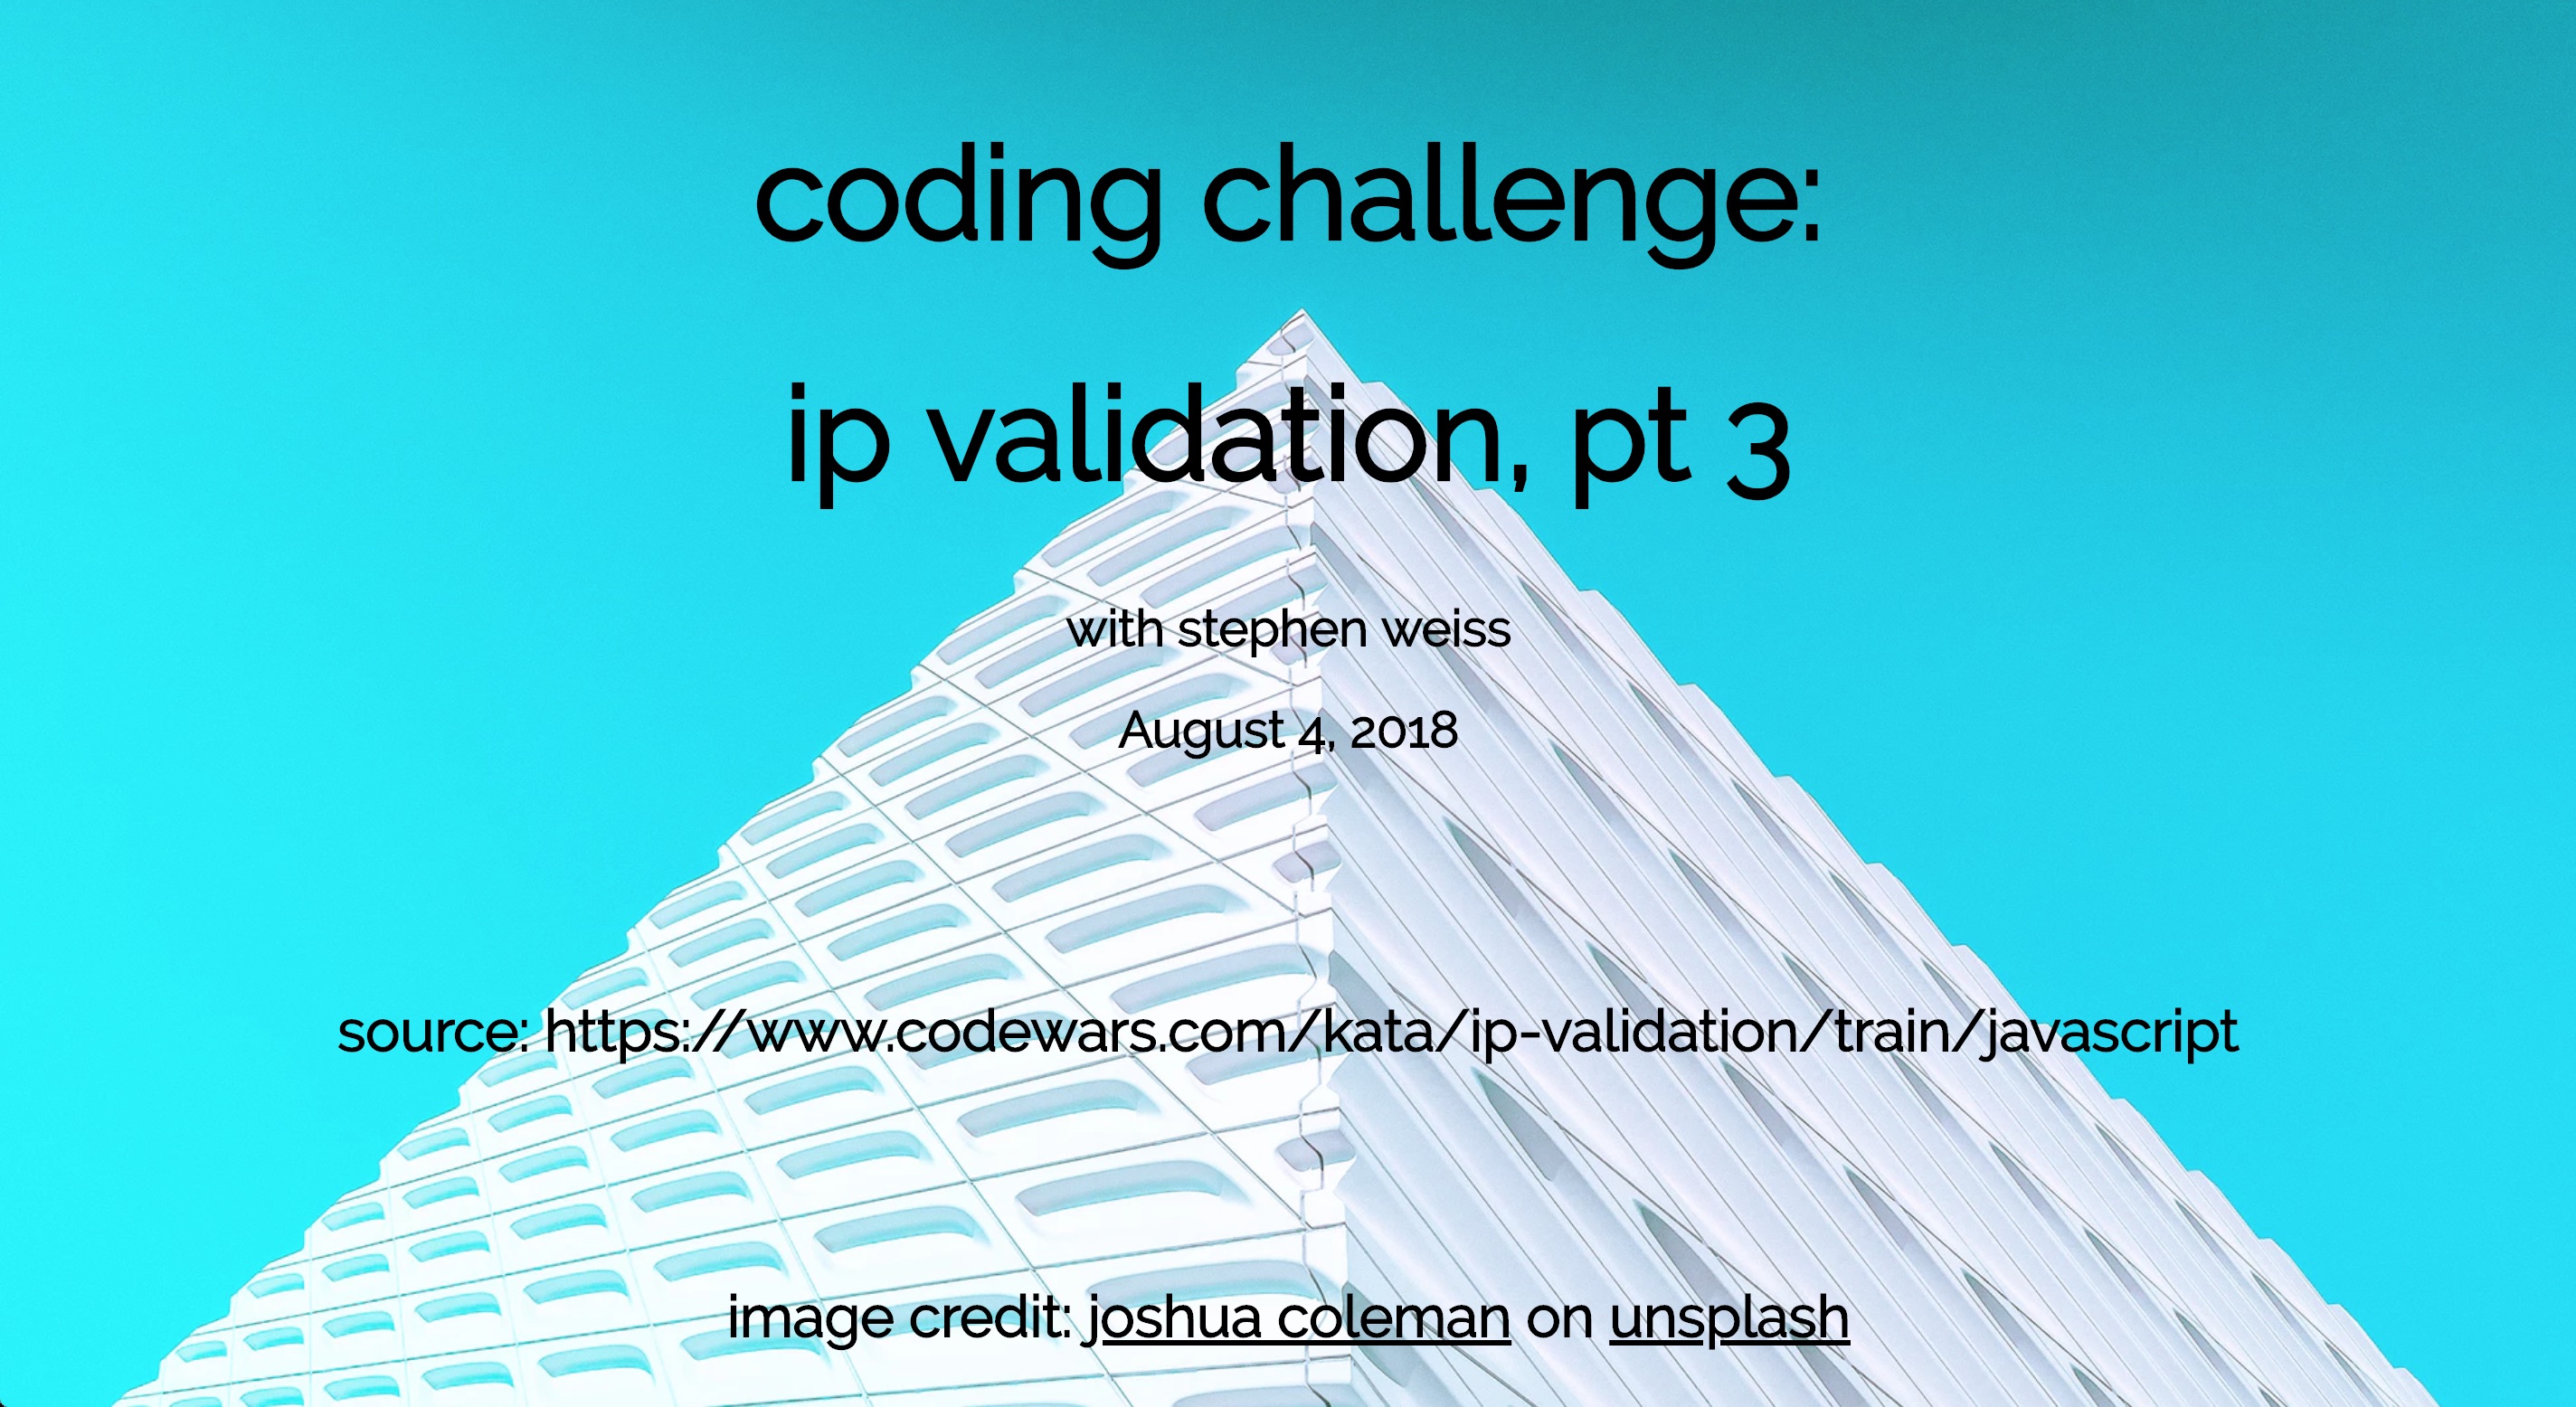 coding challenge:
ip validation, pt 3
with stephen weiss
August 4, 2018
source: https://www.codewars.com/kata/ip-validation/train/javascript
image credit: joshua coleman on unsplash